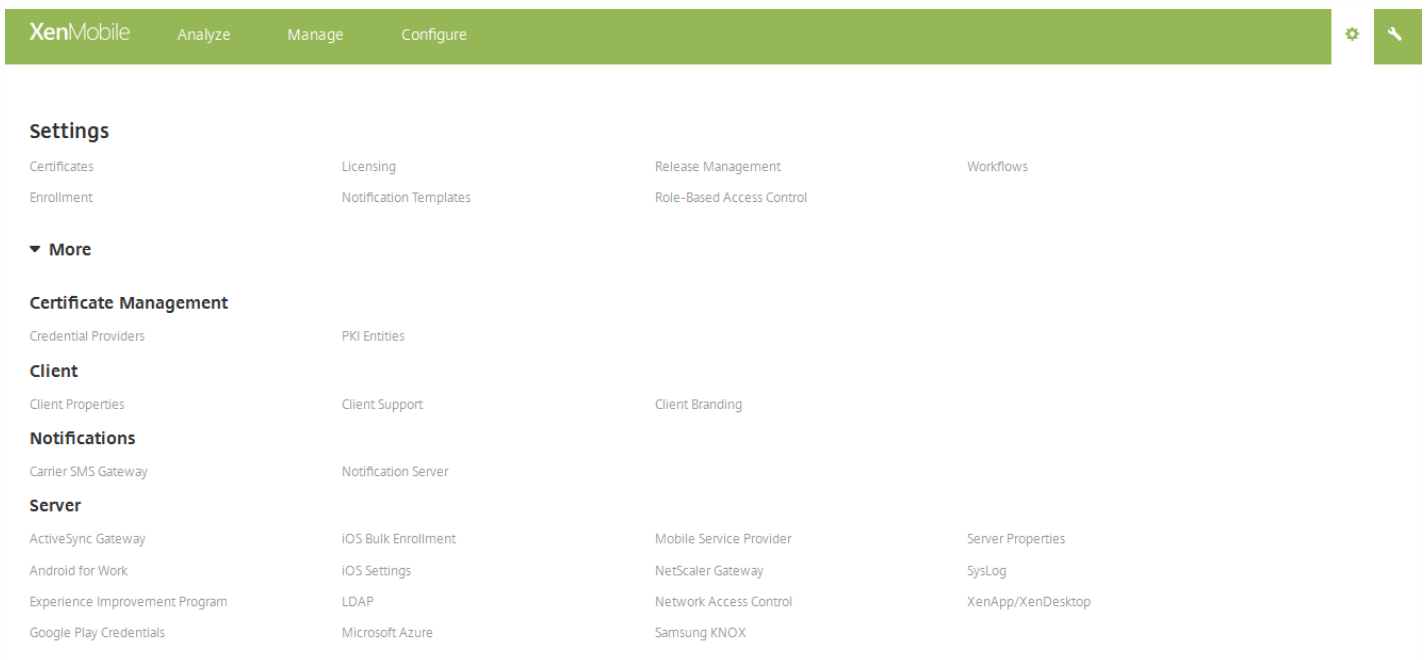 XenMobile Analyze Manage Configure
Settings
Certificates Licensing Release Management Workflows
Enrollment Notification Templates Role-Based Access Control
More
Certificate Management
Credential Providers PKI Entities
Client
Client Properties Client Support Client Branding
Notifications
Carrier SMS Gateway Notification Server
Server
ActiveSync Gateway iOS Bulk Enrollment Mobile Service Provider Server Properties
Android for Work iOS Settings NetScaler Gateway SysLog
Experience Improvement Program LDAP Network Access Control XenApp/XenDesktop
Google Play Credentials Microsoft Azure Samsung KNOX